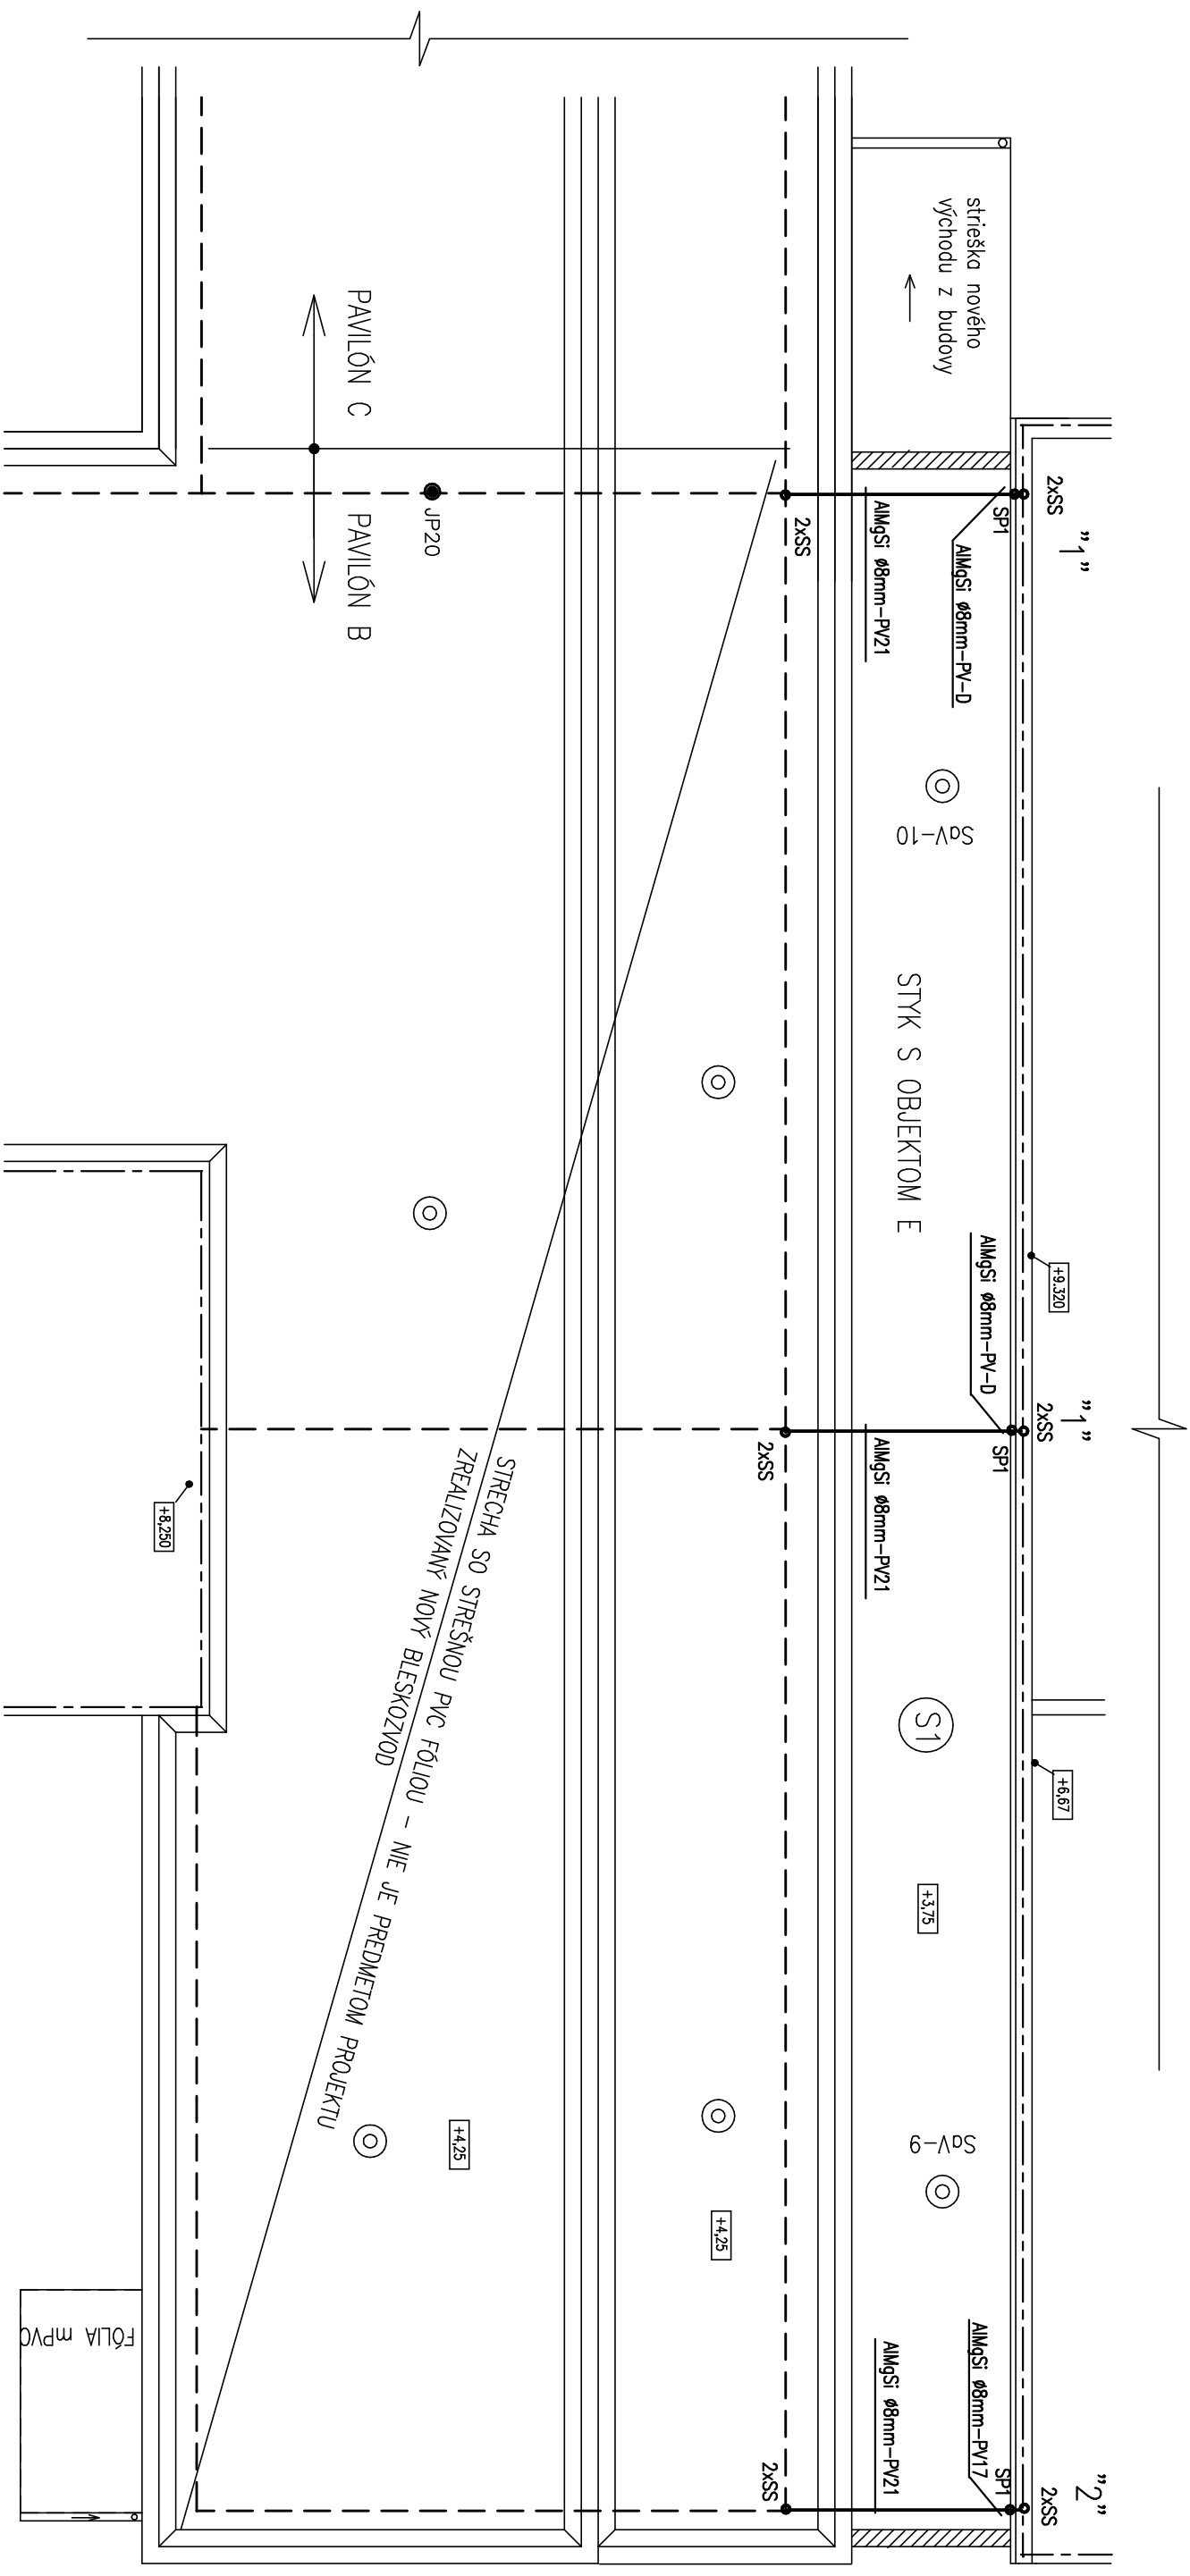 strieška nového
východu z budovy
"1"
2xSS
SP1
AlMgSi ø8mm-PV-D
AlMgSi ø8mm-PV21
2xSS
PAVILÓN C
PAVILÓN B
JP20
SaV-10
STYK S OBJEKTOM E
+9.320
"1"
2xSS
SP1
AlMgSi ø8mm-PV-D
AlMgSi ø8mm-PV21
2xSS
+8,250
STRECHA SO STREŠNOU PVC FÓLIOU - NIE JE PREDMETOM PROJEKTU
ZREALIZOVANÝ NOVÝ BLESKOZVOD
S1
+6,67
+3,75
SaV-9
+4,25
+4,25
"2"
2xSS
SP1
AlMgSi ø8mm-PV17
AlMgSi ø8mm-PV21
2xSS
FÓLIA mPVC